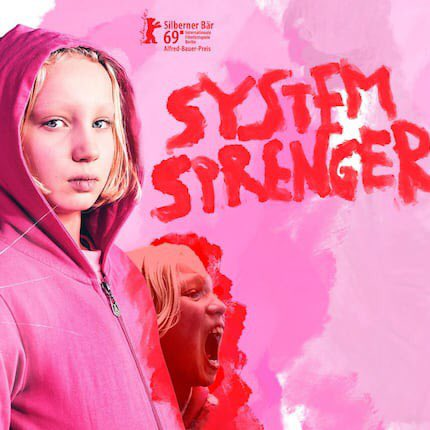 Silberner Bär
69 Internationale
Filmfestspiele
Berlin
Alfred-Bauer-Preis
SYSTEM
SPRENGER